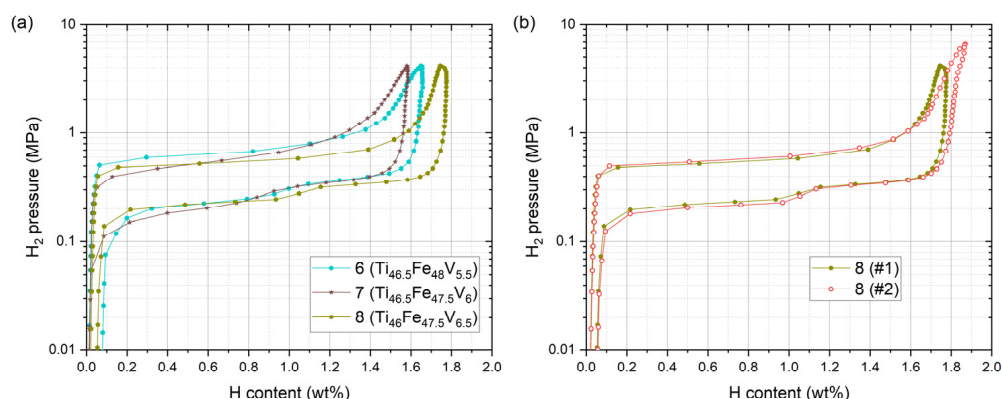 (a)
10
1
0.1
0.01
H₂ pressure (MPa)
6 (Ti₄₆.₅Fe₄₈V₅.₅)
7 (Ti₄₆.₅Fe₄₇.₅V₆)
8 (Ti₄₆Fe₄₇.₅V₆.₅)
0.0 0.2 0.4 0.6 0.8 1.0 1.2 1.4 1.6 1.8 2.0
H content (wt%)
(b)
10
1
0.1
0.01
H₂ pressure (MPa)
8 (#1)
8 (#2)
0.0 0.2 0.4 0.6 0.8 1.0 1.2 1.4 1.6 1.8 2.0
H content (wt%)